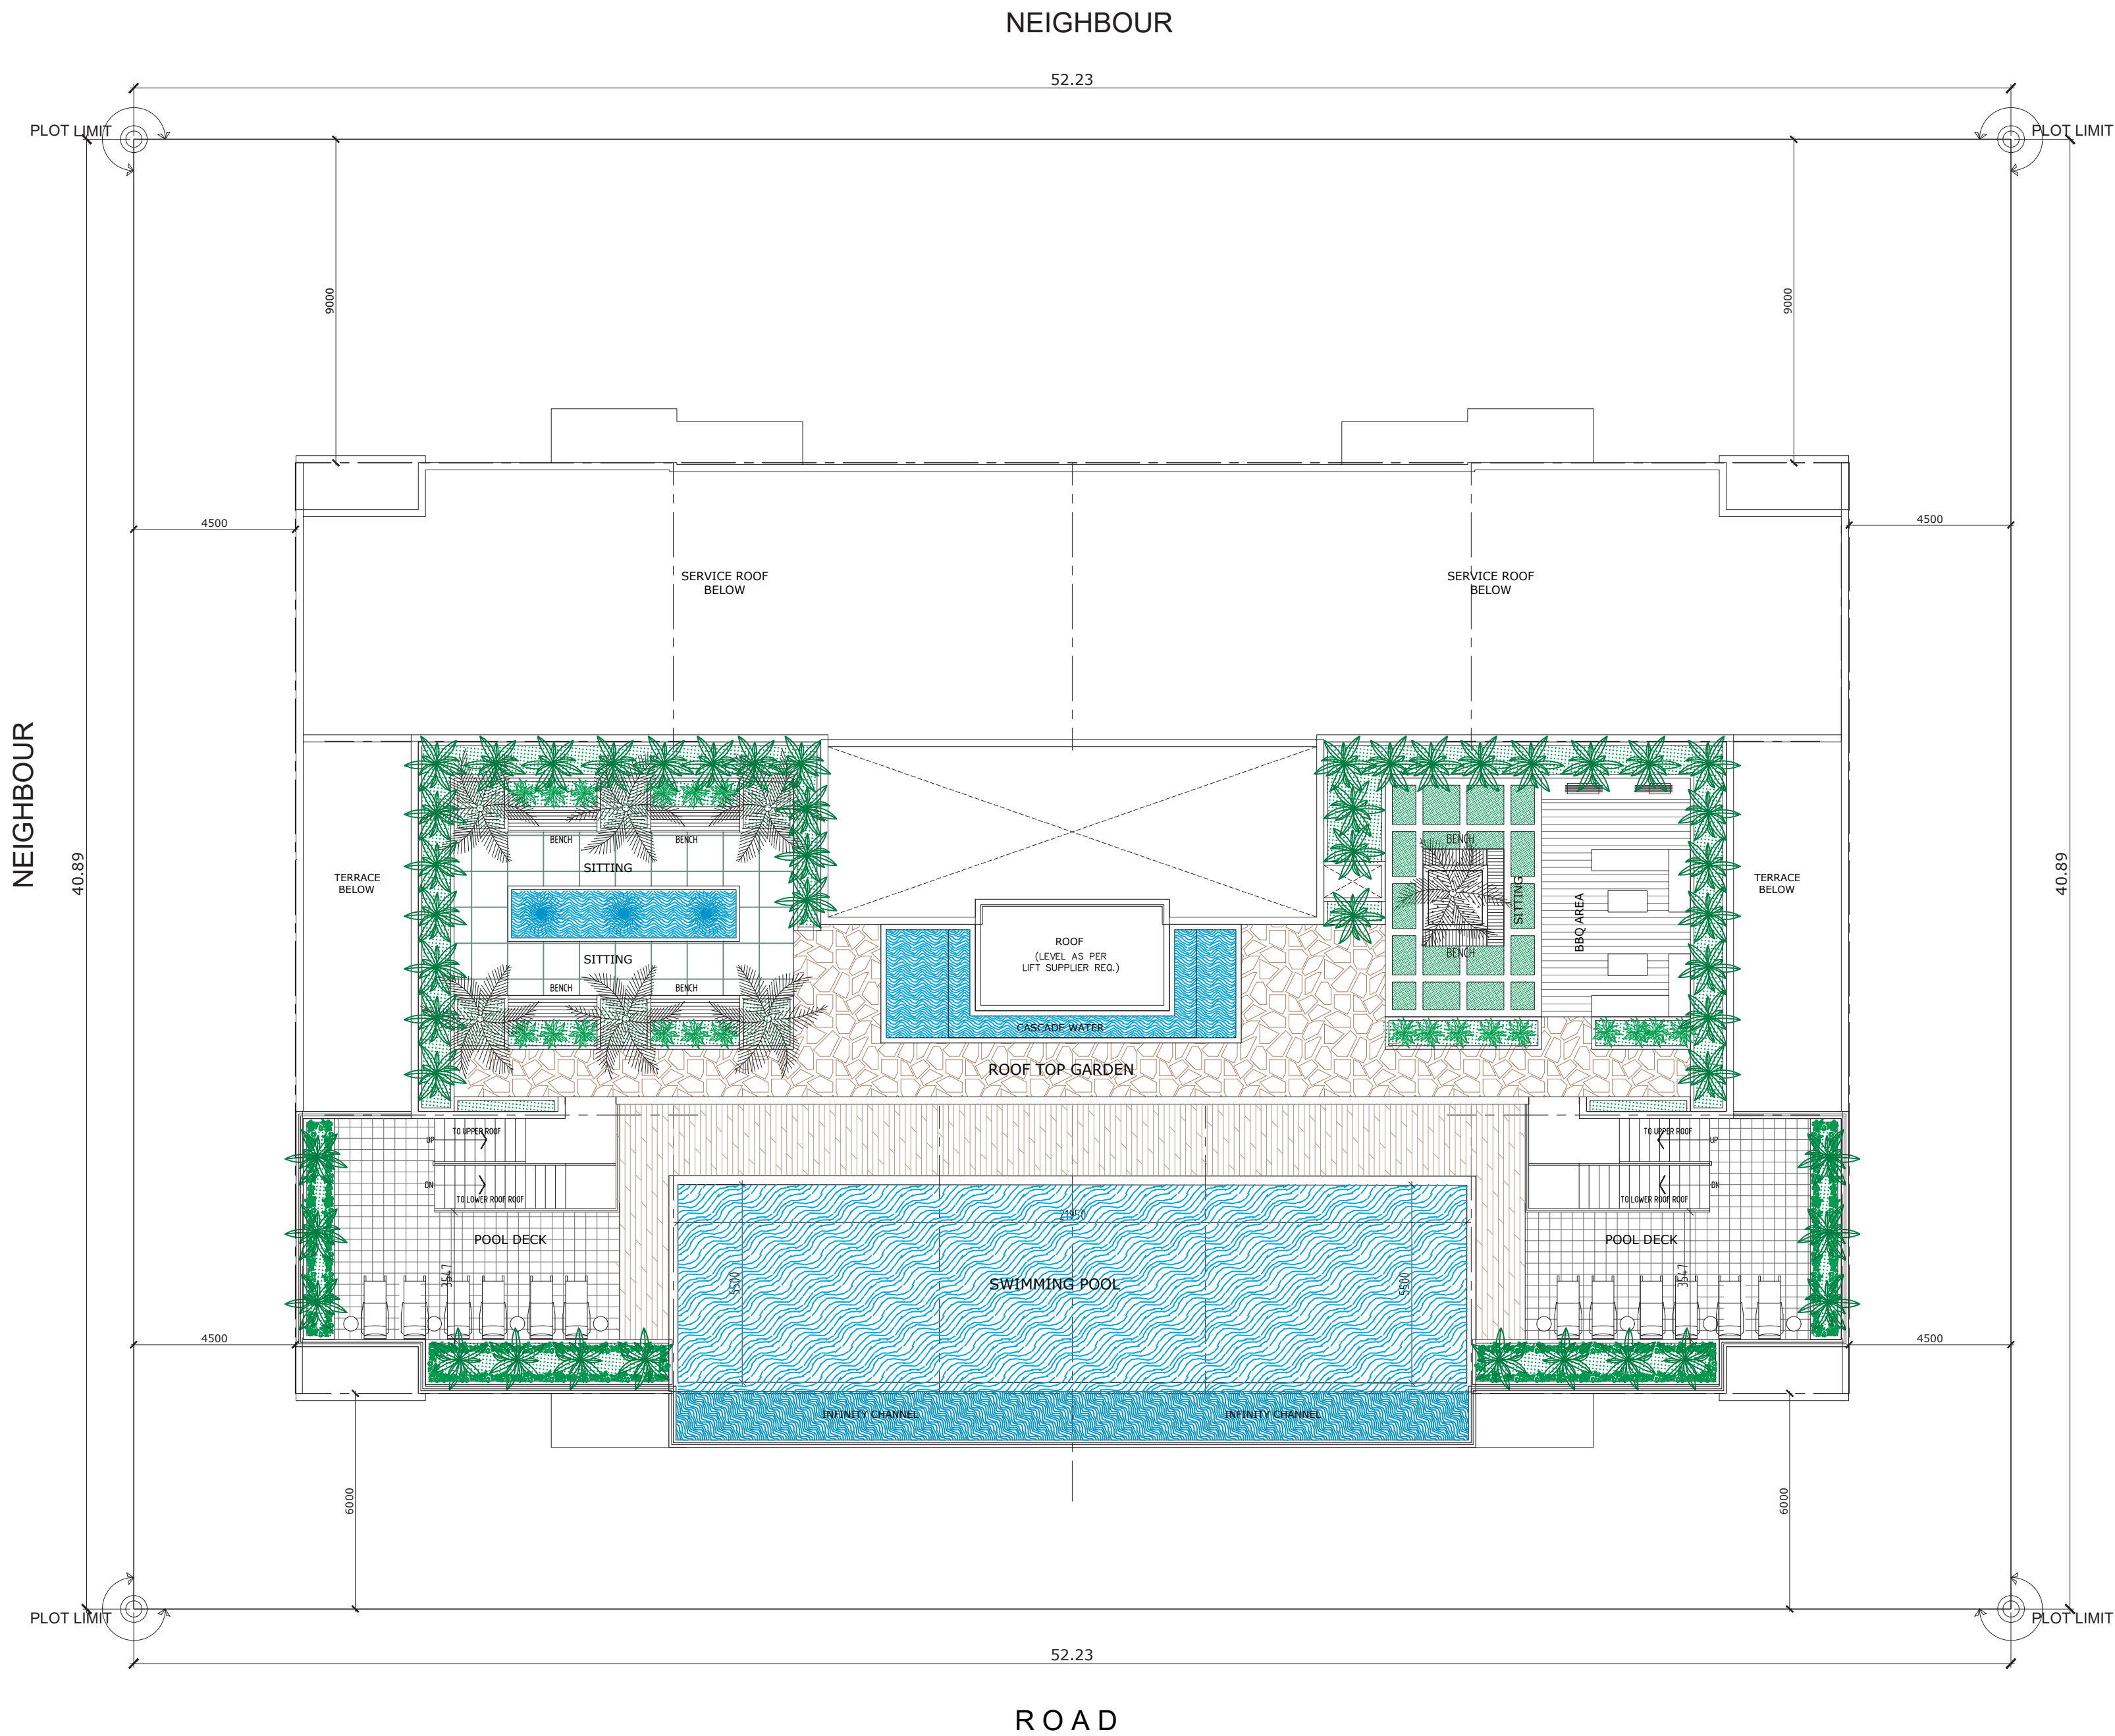 NEIGHBOUR
52.23
PLOT LIMIT
PLOT LIMIT
9000
9000
4500
4500
SERVICE ROOF
BELOW
SERVICE ROOF
BELOW
NEIGHBOUR
40.89
40.89
BENCH
BENCH
BENCH
SITTING
TERRACE
BELOW
TERRACE
BELOW
SITTING
BBQ AREA
ROOF
(LEVEL AS PER
LIFT SUPPLIER REQ.)
SITTING
BENCH
BENCH
BENCH
CASCADE WATER
ROOF TOP GARDEN
TO UPPER ROOF
UP
TO UPPER ROOF
UP
DN
TO LOWER ROOF ROOF
DN
TO LOWER ROOF ROOF
21950
POOL DECK
POOL DECK
3547
5500
SWIMMING POOL
5500
3547
4500
4500
INFINITY CHANNEL
INFINITY CHANNEL
6000
6000
PLOT LIMIT
PLOT LIMIT
52.23
ROAD